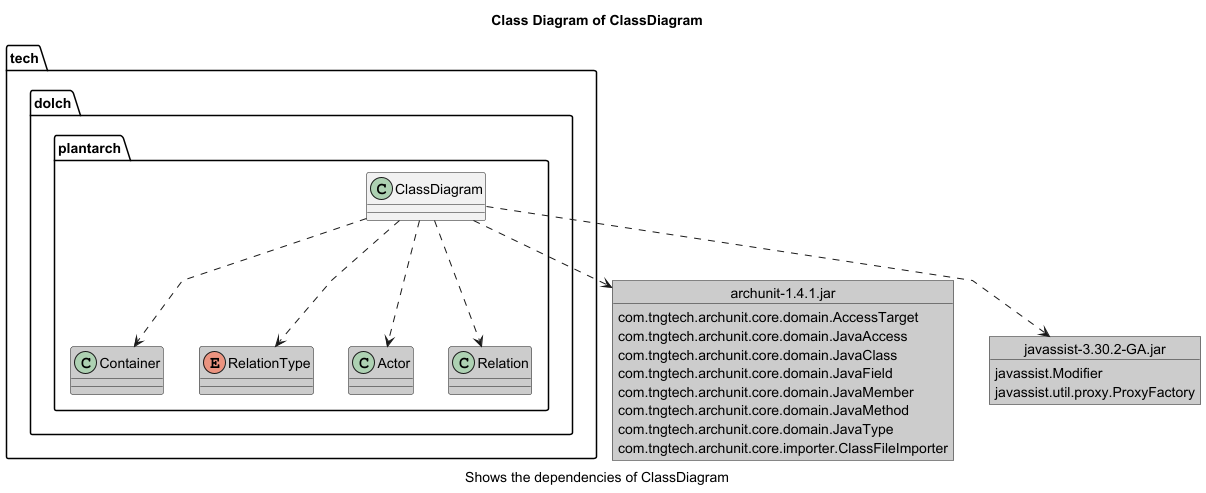 Class Diagram of ClassDiagram
tech
dolch
plantarch
C ClassDiagram
C Container
E RelationType
C Actor
C Relation
archunit-1.4.1.jar
com.tngtech.archunit.core.domain.AccessTarget
com.tngtech.archunit.core.domain.JavaAccess
com.tngtech.archunit.core.domain.JavaClass
com.tngtech.archunit.core.domain.JavaField
com.tngtech.archunit.core.domain.JavaMember
com.tngtech.archunit.core.domain.JavaMethod
com.tngtech.archunit.core.domain.JavaType
com.tngtech.archunit.core.importer.ClassFileImporter
javassist-3.30.2-GA.jar
javassist.Modifier
javassist.util.proxy.ProxyFactory
Shows the dependencies of ClassDiagram